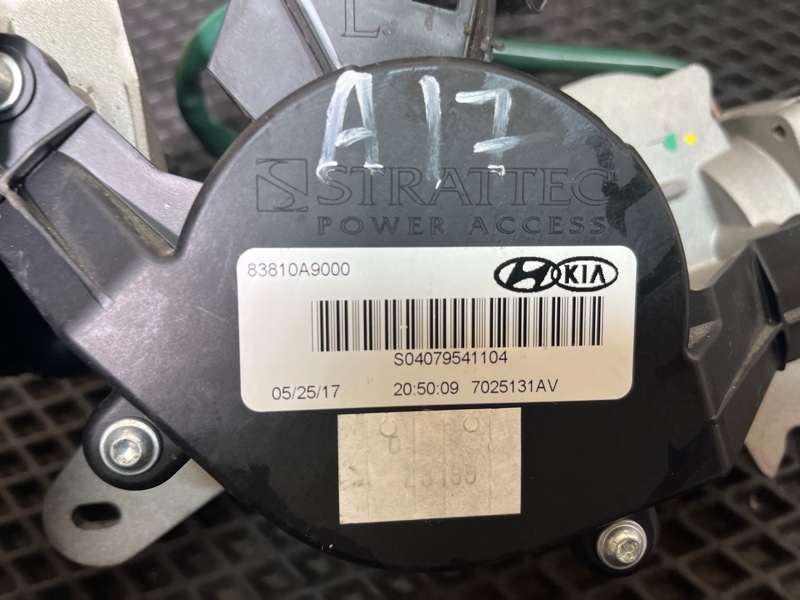 L
A17
STRATTEC
POWER ACCESS
83810A9000
KIA
S04079541104
05/25/17 20:50:09 7025131AV